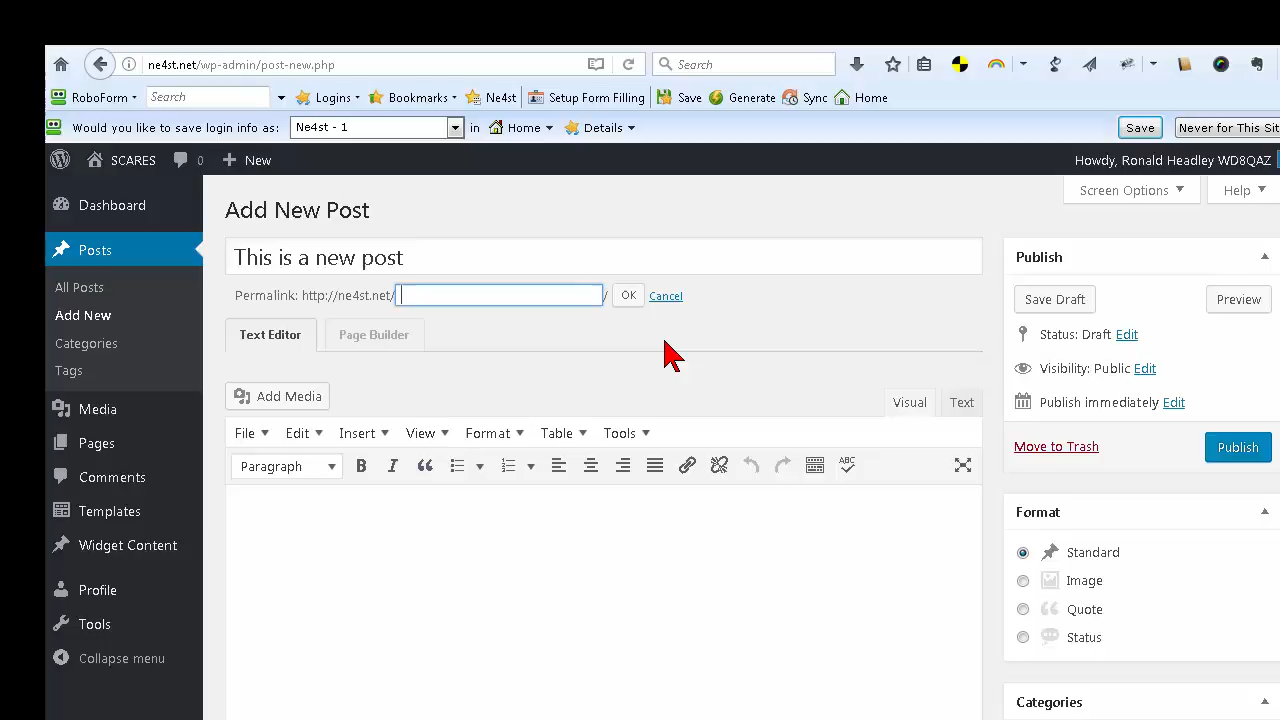 ne4st.net/wp-admin/post-new.php Search
RoboForm Search Logins Bookmarks Ne4st Setup Form Filling Save Generate Sync Home
Would you like to save login info as: Ne4st - 1 in Home Details Save Never for This Sit
SCARES 0 New Howdy, Ronald Headley WD8QAZ
Screen Options Help
Dashboard
Add New Post
Posts
This is a new post
Publish
All Posts
Permalink: http://ne4st.net/ / OK Cancel
Save Draft Preview
Add New
Text Editor Page Builder
Status: Draft Edit
Categories
Visibility: Public Edit
Tags
Add Media
Visual Text
Publish immediately Edit
Media
File Edit Insert View Format Table Tools
Pages
Move to Trash Publish
Paragraph B I ABC
Comments
Templates
Format
Widget Content
Standard
Image
Profile
Quote
Tools
Status
Collapse menu
Categories